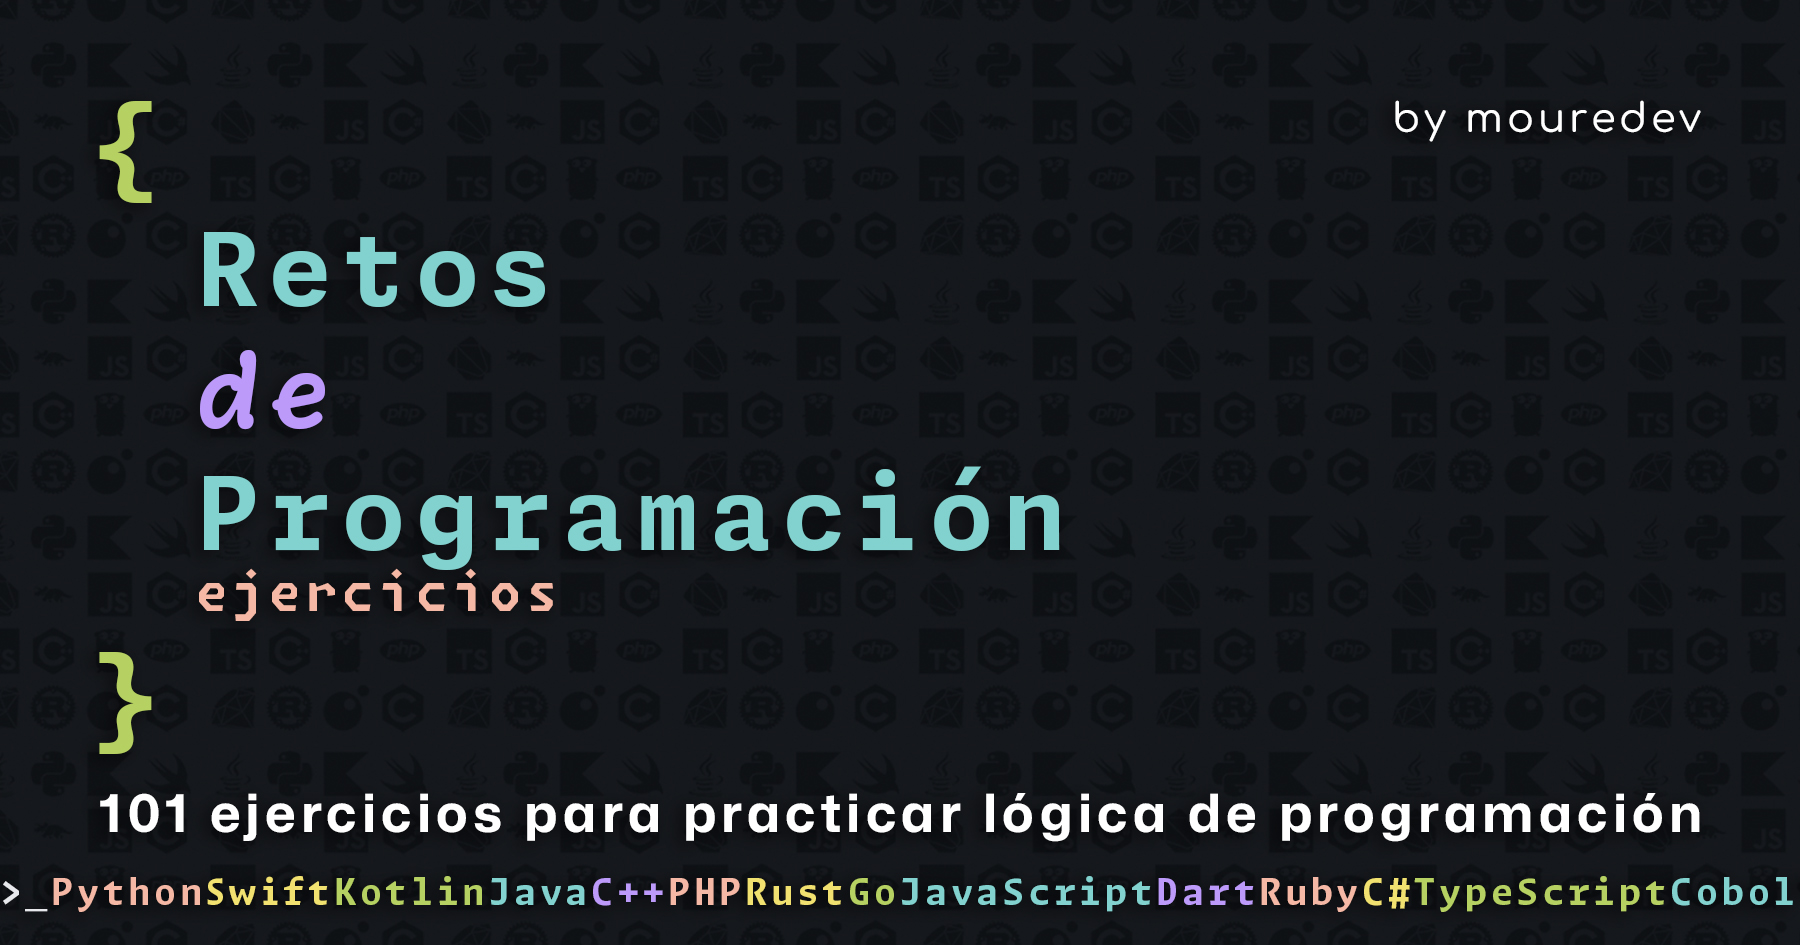 {
by mouredev
Retos
de
Programación
ejercicios
}
101 ejercicios para practicar lógica de programación
>_PythonSwiftKotlinJavaC++PHPRustGoJavaScriptDartRubyC#TypeScriptCobol